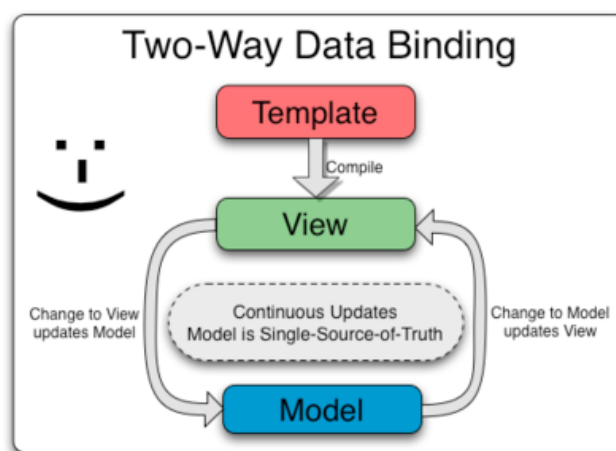 Two-Way Data Binding
Template
Compile
View
Change to View
updates Model
Continuous Updates
Model is Single-Source-of-Truth
Change to Model
updates View
Model